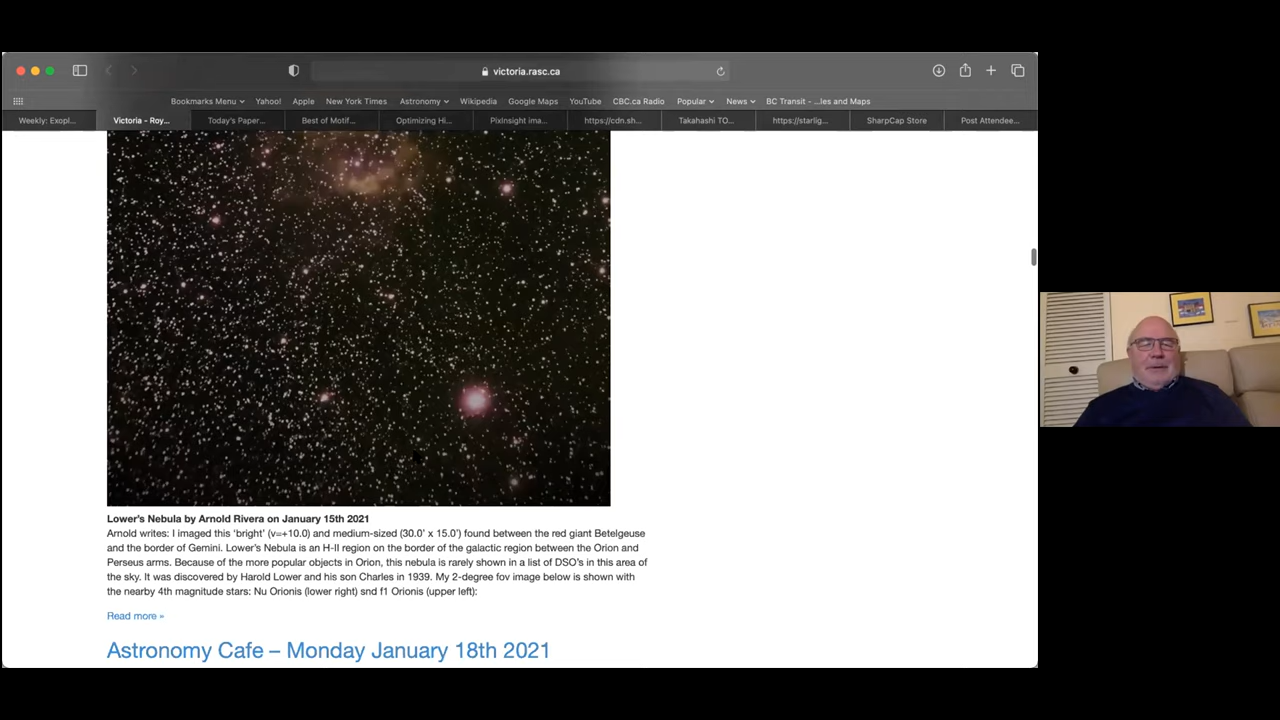 victoria.rasc.ca
Bookmarks Menu Yahoo! Apple New York Times Astronomy Wikipedia Google Maps YouTube CBC.ca Radio Popular News BC Transit - ...les and Maps
Weekly: Exopl... Victoria - Roy... Today's Paper... Best of Motif... Optimizing Hi... PixInsight ima... https://cdn.sh... Takahashi TO... https://starlig... SharpCap Store Post Attendee...
Lower's Nebula by Arnold Rivera on January 15th 2021
Arnold writes: I imaged this 'bright' (v=+10.0) and medium-sized (30.0' x 15.0') found between the red giant Betelgeuse
and the border of Gemini. Lower's Nebula is an H-II region on the border of the galactic region between the Orion and
Perseus arms. Because of the more popular objects in Orion, this nebula is rarely shown in a list of DSO's in this area of
the sky. It was discovered by Harold Lower and his son Charles in 1939. My 2-degree fov image below is shown with
the nearby 4th magnitude stars: Nu Orionis (lower right) snd f1 Orionis (upper left):
Read more »
Astronomy Cafe – Monday January 18th 2021